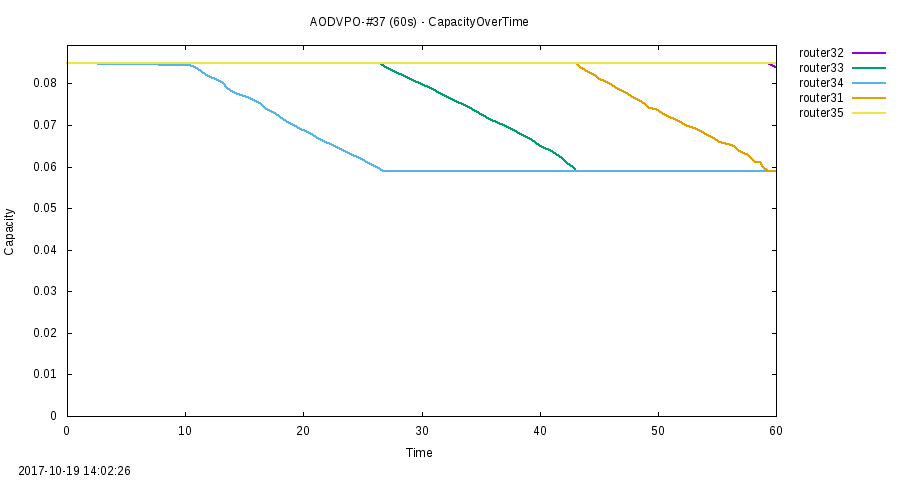 AODVPO-#37 (60s) - CapacityOverTime
router32
router33
router34
router31
router35
0.08
0.07
0.06
0.05
0.04
0.03
0.02
0.01
0
Capacity
0 10 20 30 40 50 60
Time
2017-10-19 14:02:26